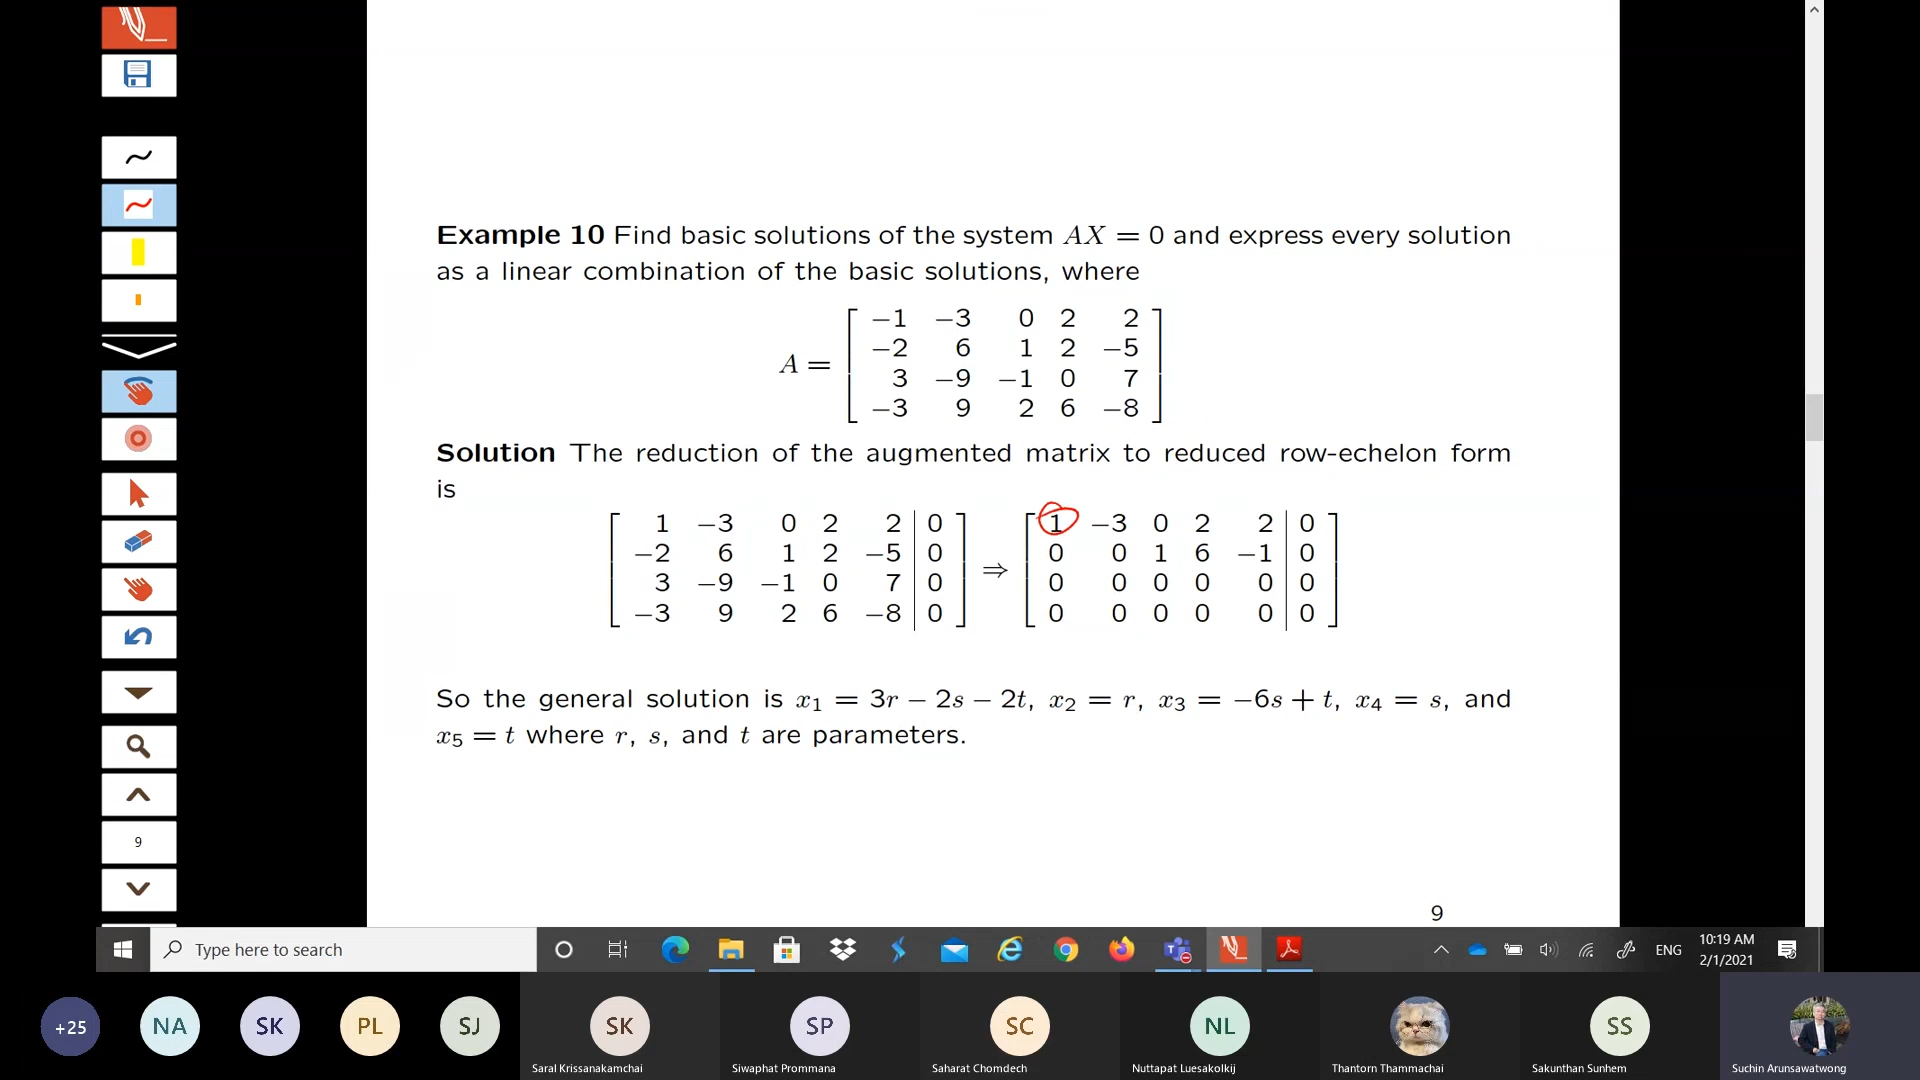 Example 10 Find basic solutions of the system AX = 0 and express every solution
as a linear combination of the basic solutions, where
A = [ −1 −3 0 2 2 ]
[ −2 6 1 2 −5 ]
[ 3 −9 −1 0 7 ]
[ −3 9 2 6 −8 ]
Solution The reduction of the augmented matrix to reduced row-echelon form
is
[ 1 −3 0 2 2 | 0 ] ⇒ [ 1 −3 0 2 2 | 0 ]
[ −2 6 1 2 −5 | 0 ] [ 0 0 1 6 −1 | 0 ]
[ 3 −9 −1 0 7 | 0 ] [ 0 0 0 0 0 | 0 ]
[ −3 9 2 6 −8 | 0 ] [ 0 0 0 0 0 | 0 ]
So the general solution is x₁ = 3r − 2s − 2t, x₂ = r, x₃ = −6s + t, x₄ = s, and
x₅ = t where r, s, and t are parameters.
9
9
Type here to search
ENG
10:19 AM
2/1/2021
+25 NA SK PL SJ SK SP SC NL SS
Saral Krissanakamchai Siwaphat Prommana Saharat Chomdech Nuttapat Luesakolkij Thantorn Thammachai Sakunthan Sunhem Suchin Arunsawatwong